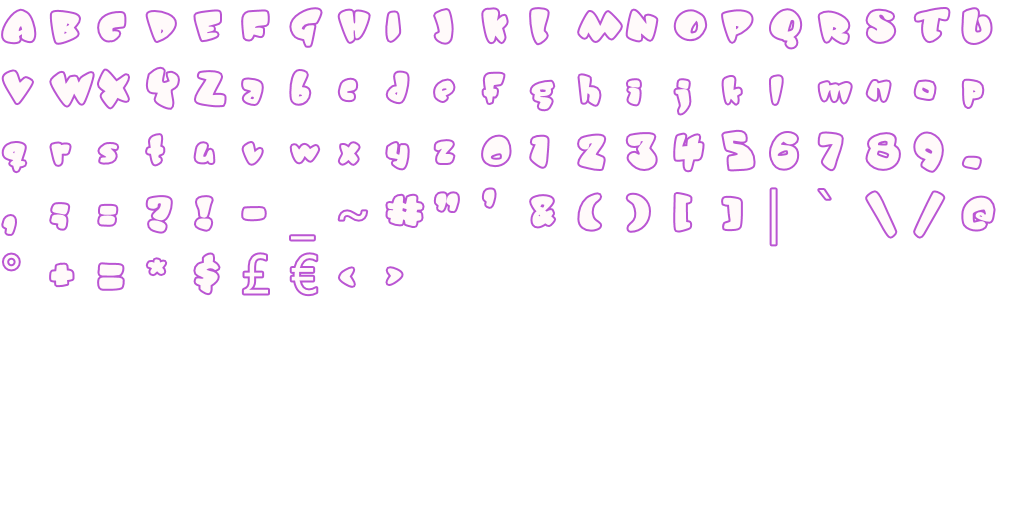 A B C D E F G H I J K L M N O P Q R S T U
V W X Y Z a b c d e f g h i j k l m n o p
q r s t u v w x y z 0 1 2 3 4 5 6 7 8 9 .
, ; : ? ! - _ ~ # " ' & ( ) [ ] | ` \ / @
° + = * $ £ € < >